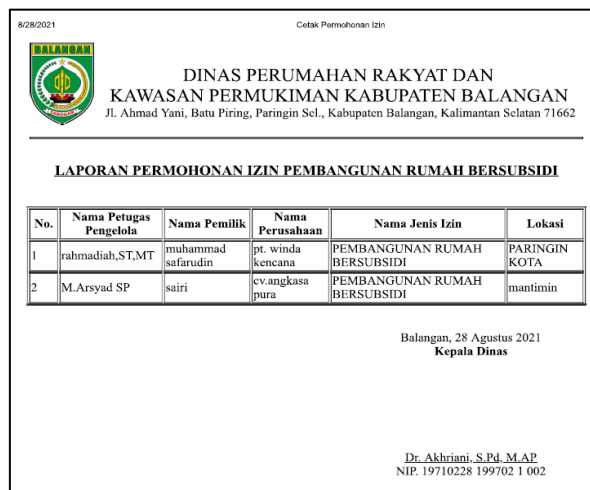 8/28/2021 Cetak Permohonan Izin
BALANGAN
DINAS PERUMAHAN RAKYAT DAN
KAWASAN PERMUKIMAN KABUPATEN BALANGAN
Jl. Ahmad Yani, Batu Piring, Paringin Sel., Kabupaten Balangan, Kalimantan Selatan 71662
LAPORAN PERMOHONAN IZIN PEMBANGUNAN RUMAH BERSUBSIDI
No. Nama Petugas Pengelola Nama Pemilik Nama Perusahaan Nama Jenis Izin Lokasi
1 rahmadiah,ST,MT muhammad safarudin pt. winda kencana PEMBANGUNAN RUMAH BERSUBSIDI PARINGIN KOTA
2 M.Arsyad SP sairi cv.angkasa pura PEMBANGUNAN RUMAH BERSUBSIDI mantimin
Balangan, 28 Agustus 2021
Kepala Dinas
Dr. Akhriani, S.Pd, M.AP
NIP. 19710228 199702 1 002